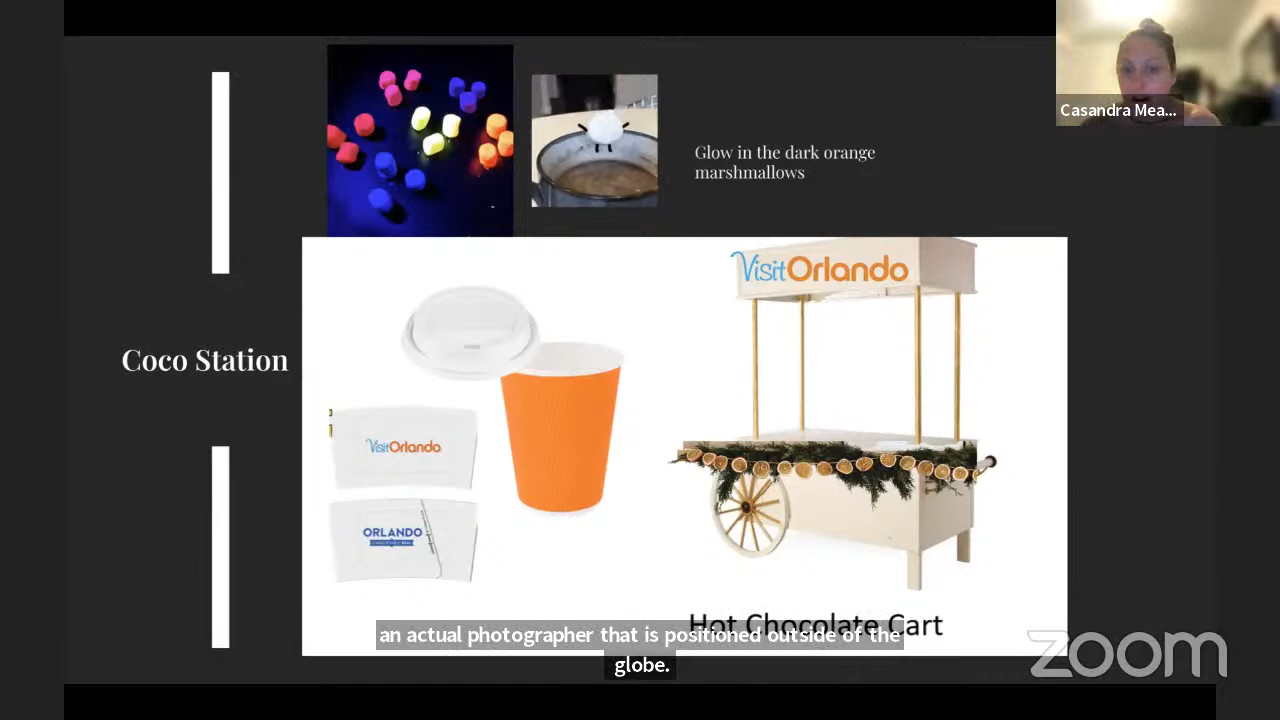 Casandra Mea...
Glow in the dark orange
marshmallows
VisitOrlando
Coco Station
VisitOrlando
ORLANDO
Hot Chocolate Cart
an actual photographer that is positioned outside of the
globe.
zoom